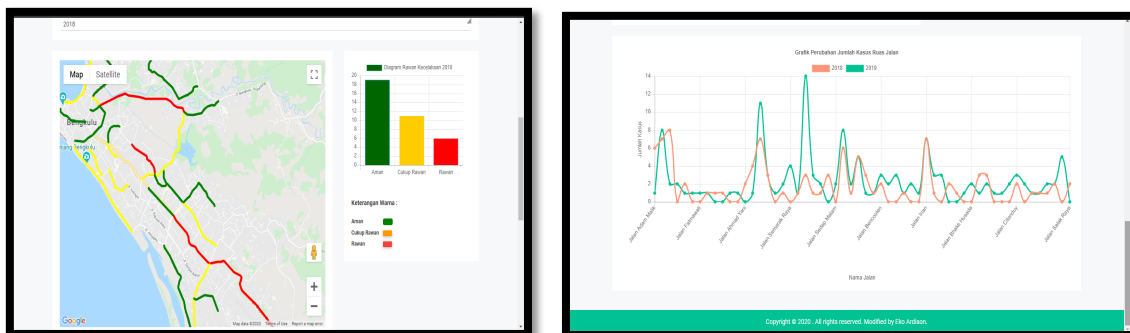 2018
Map Satellite
Bengkulu
Google
Map data ©2020 Terms of Use Report a map error
Diagram Rawan Kecelakaan 2018
20
18
16
14
12
10
8
6
4
2
0
Aman Cukup Rawan Rawan
Keterangan Warna :
Aman
Cukup Rawan
Rawan
Grafik Perubahan Jumlah Kasus Ruas Jalan
2018 2019
Jumlah Kasus
14
12
10
8
6
4
2
0
Jalan Adam Malik
Jalan Fatmawati
Jalan Ahmad Yani
Jalan Semarak Raya
Jalan Sedap Malam
Jalan Bencoolen
Jalan Irian
Jalan Bhakti Husada
Jalan Ciliendiw
Jalan Salak Raya
Nama Jalan
Copyright © 2020 . All rights reserved. Modified by Eko Ardison.